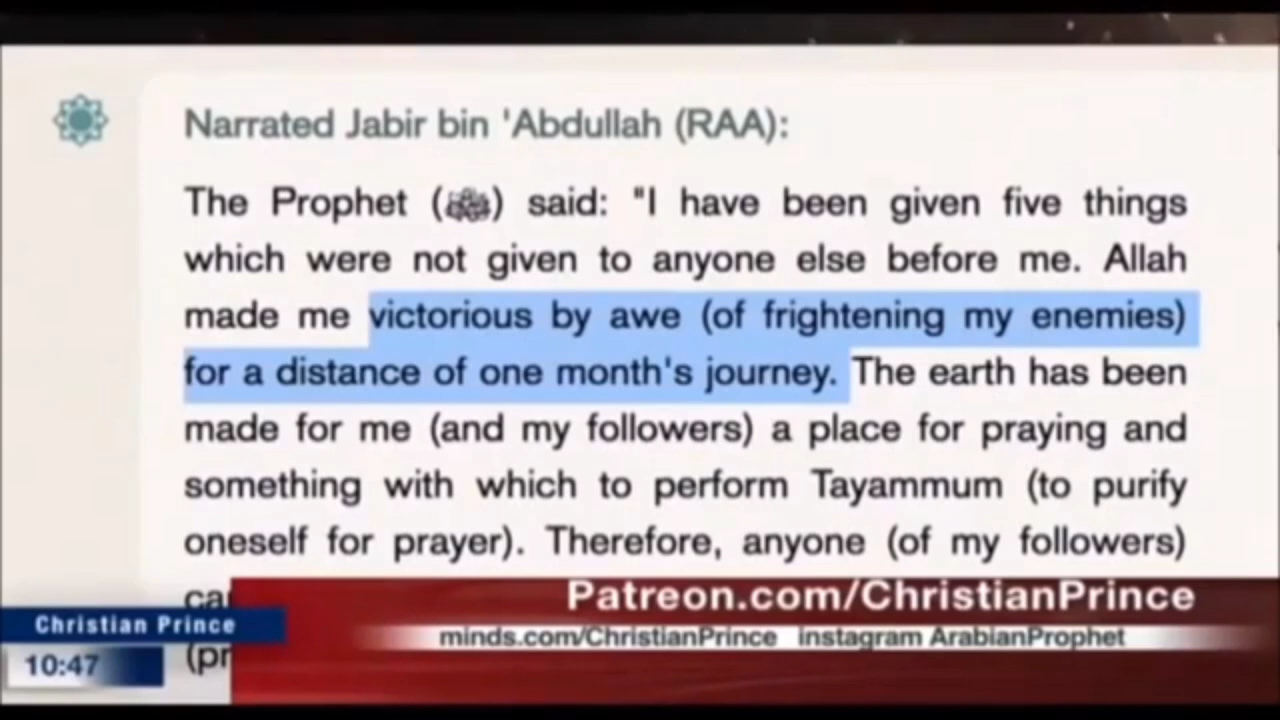 Narrated Jabir bin 'Abdullah (RAA):
The Prophet (ﷺ) said: "I have been given five things
which were not given to anyone else before me. Allah
made me victorious by awe (of frightening my enemies)
for a distance of one month's journey. The earth has been
made for me (and my followers) a place for praying and
something with which to perform Tayammum (to purify
oneself for prayer). Therefore, anyone (of my followers)
Patreon.com/ChristianPrince
Christian Prince
minds.com/ChristianPrince instagram ArabianProphet
10:47